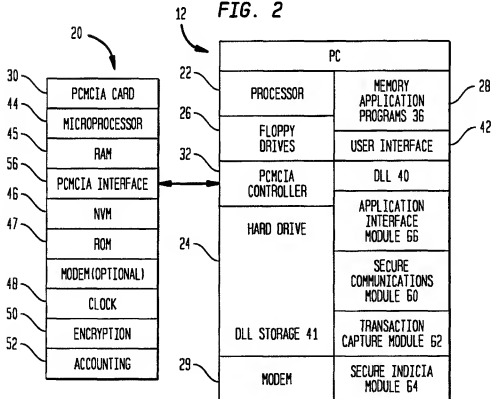 FIG. 2
20
30
PCMCIA CARD
44
MICROPROCESSOR
45
RAM
56
PCMCIA INTERFACE
46
NVM
47
ROM
MODEM(OPTIONAL)
48
CLOCK
50
ENCRYPTION
52
ACCOUNTING
12
PC
22
PROCESSOR
26
FLOPPY
DRIVES
32
PCMCIA
CONTROLLER
24
HARD DRIVE
DLL STORAGE 41
29
MODEM
MEMORY
APPLICATION
PROGRAMS 36
28
USER INTERFACE
42
DLL 40
APPLICATION
INTERFACE
MODULE 66
SECURE
COMMUNICATIONS
MODULE 60
TRANSACTION
CAPTURE MODULE 62
SECURE INDICIA
MODULE 64